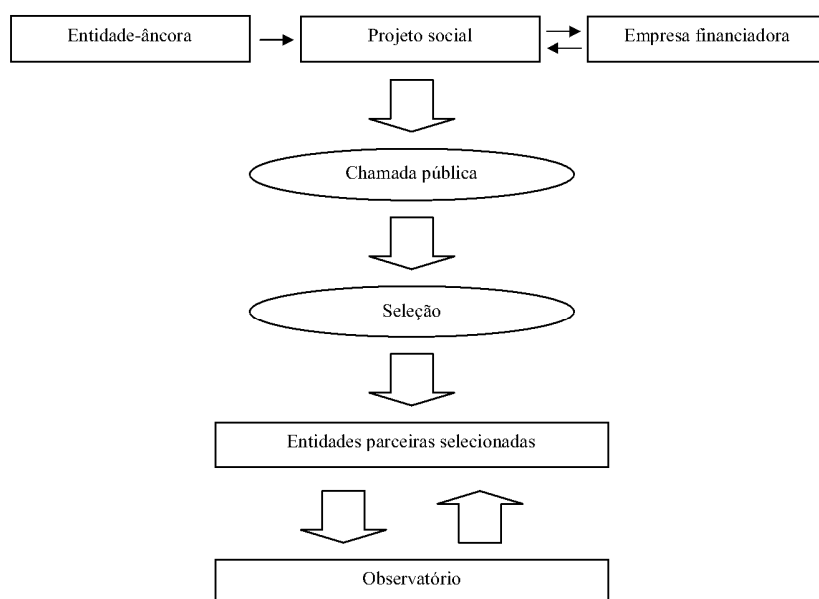 Entidade-âncora
Projeto social
Empresa financiadora
Chamada pública
Seleção
Entidades parceiras selecionadas
Observatório